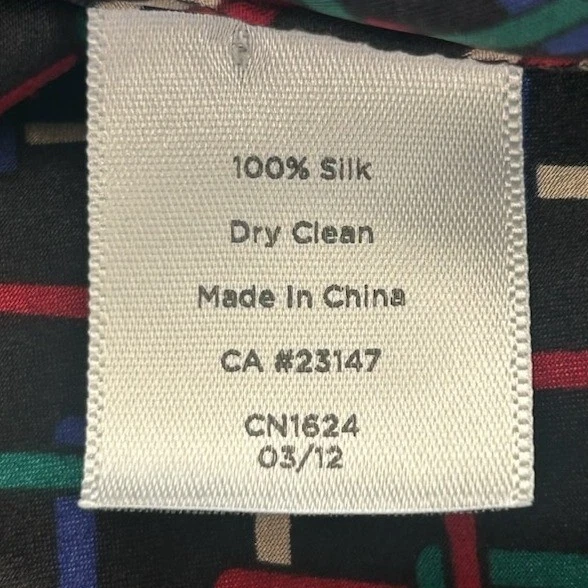 100% Silk
Dry Clean
Made In China
CA #23147
CN1624
03/12